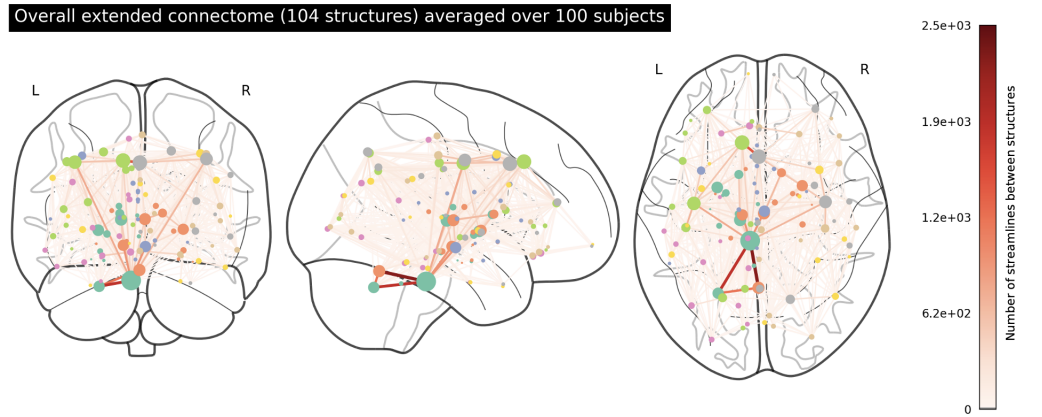 Overall extended connectome (104 structures) averaged over 100 subjects
L
R
L
R
2.5e+03
1.9e+03
1.2e+03
6.2e+02
0
Number of streamlines between structures